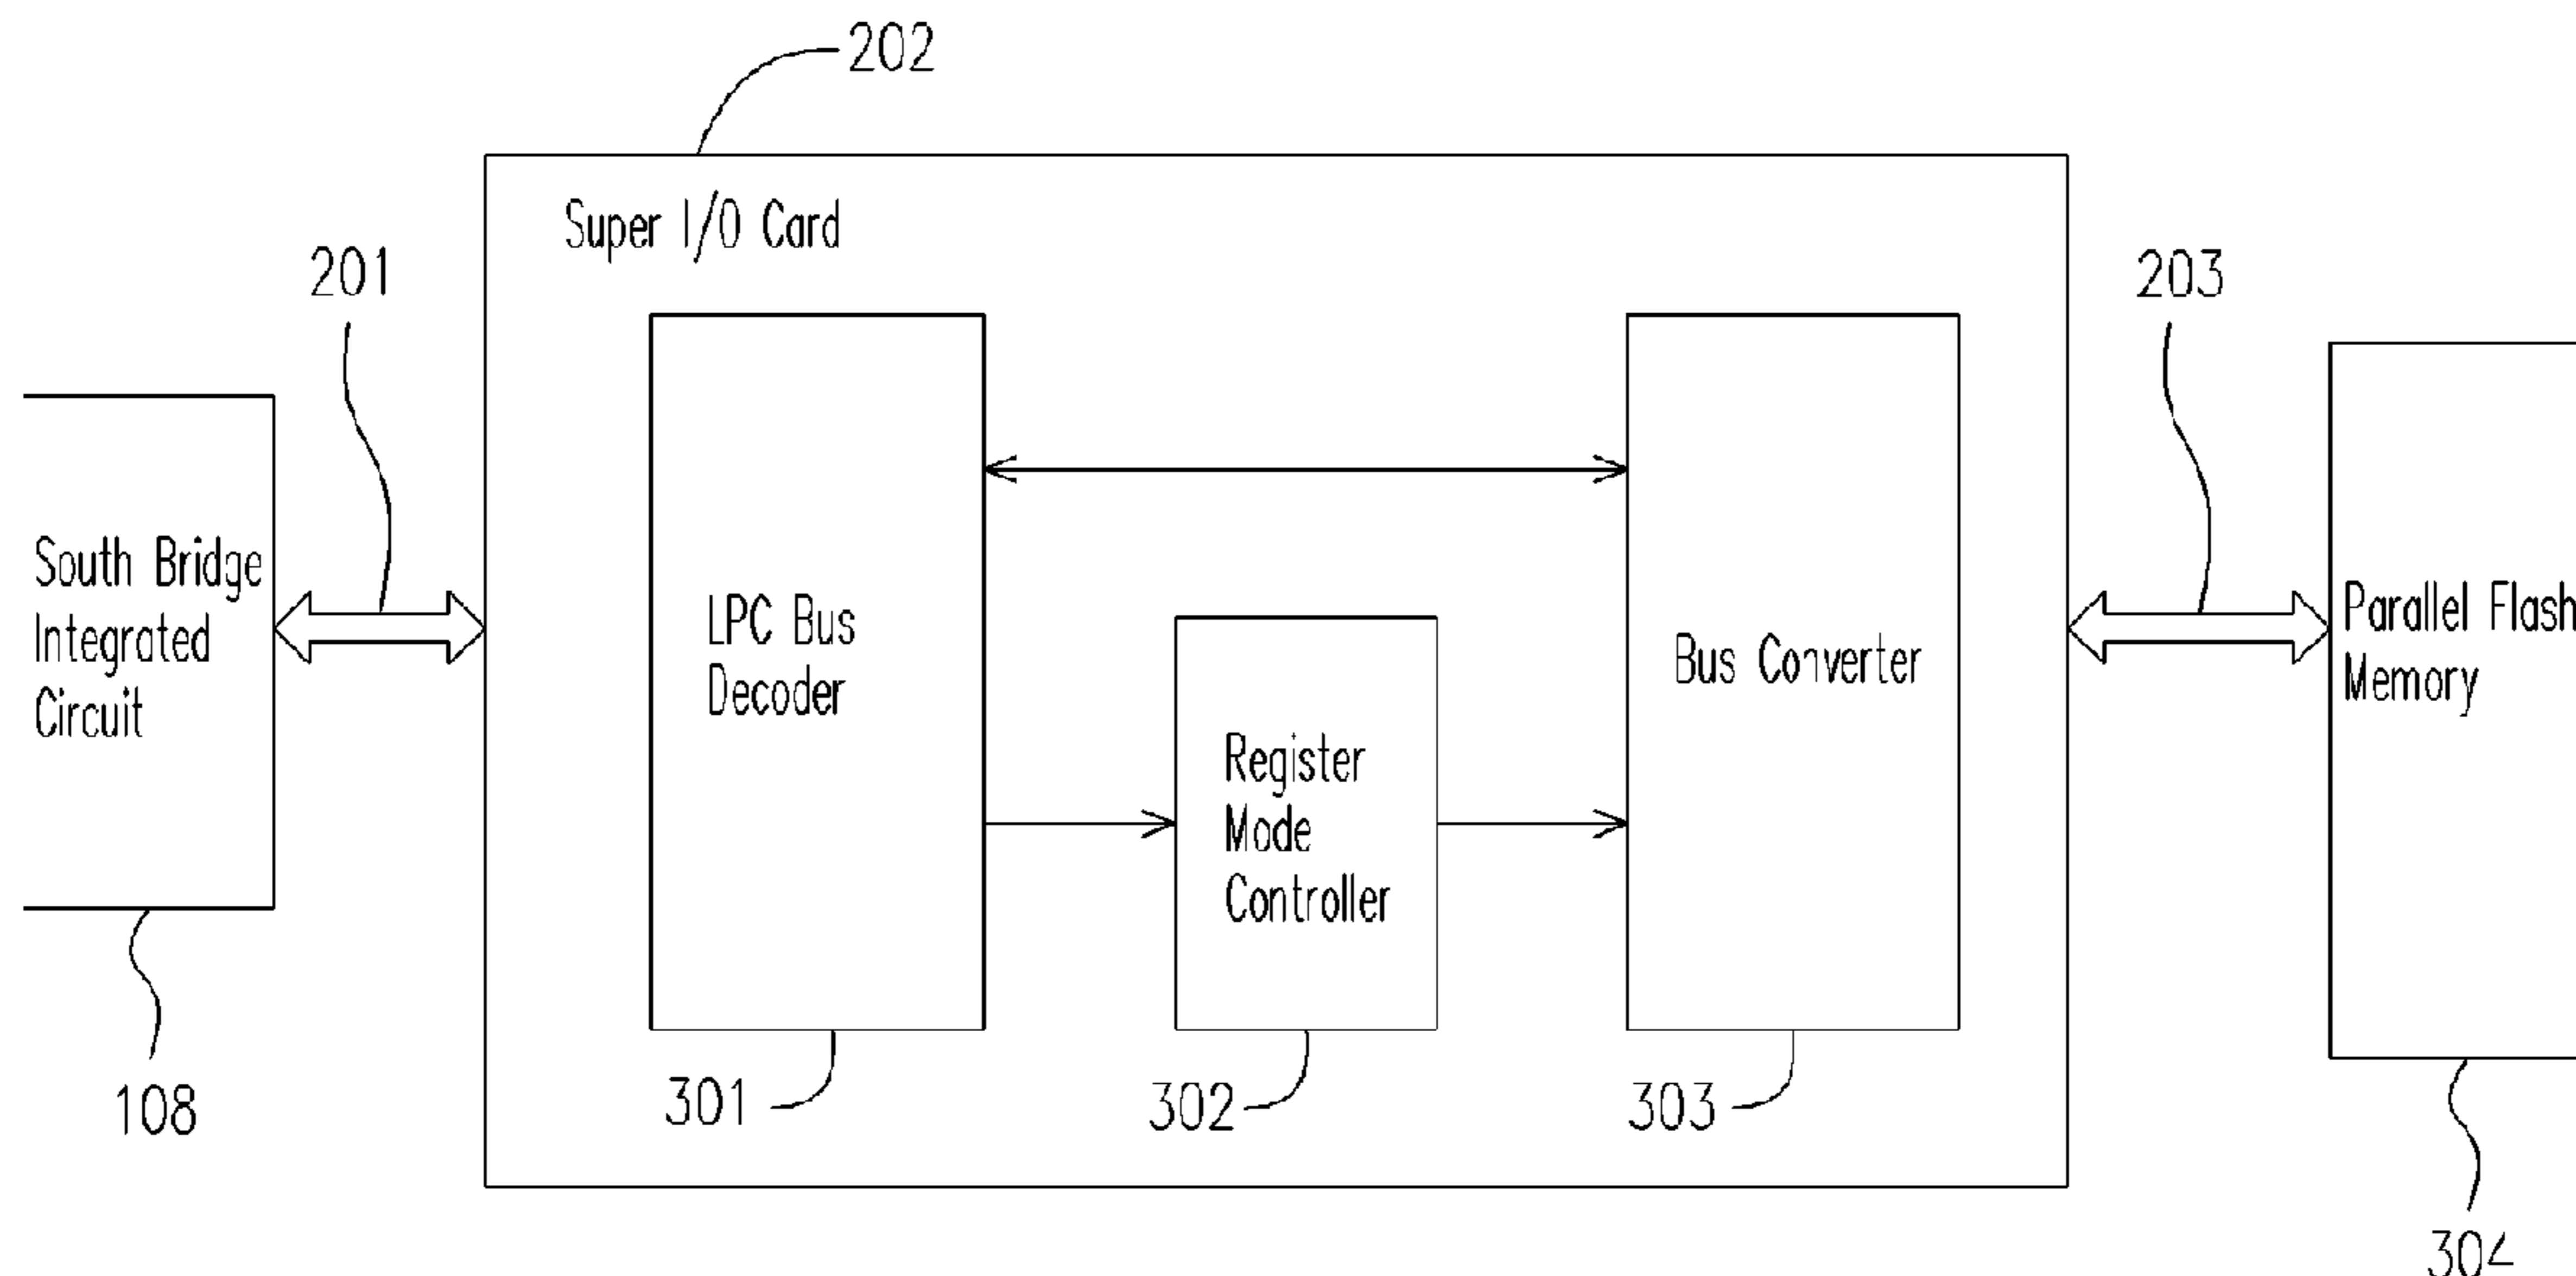 202
Super I/O Card
201
203
South Bridge
Integrated
Circuit
LPC Bus
Decoder
Register
Mode
Controller
Bus Converter
Parallel Flash
Memory
108
301
302
303
304